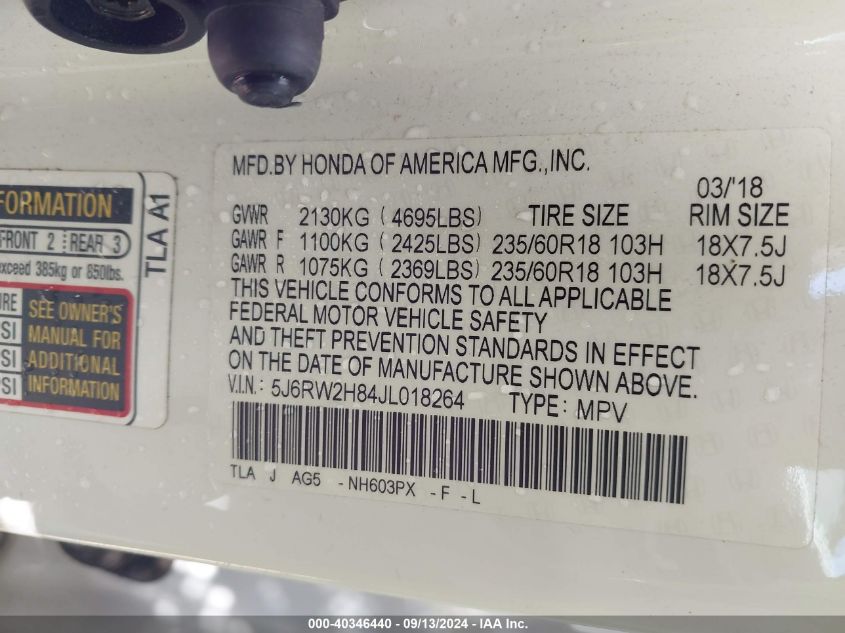 FORMATION
FRONT 2 REAR 3
exceed 385kg or 850lbs.
SEE OWNER'S
MANUAL FOR
ADDITIONAL
INFORMATION
PSI
PSI
TLA A1
MFD.BY HONDA OF AMERICA MFG.,INC.
03/'18
GVWR 2130KG ( 4695LBS) TIRE SIZE RIM SIZE
GAWR F 1100KG ( 2425LBS) 235/60R18 103H 18X7.5J
GAWR R 1075KG ( 2369LBS) 235/60R18 103H 18X7.5J
THIS VEHICLE CONFORMS TO ALL APPLICABLE
FEDERAL MOTOR VEHICLE SAFETY
AND THEFT PREVENTION STANDARDS IN EFFECT
ON THE DATE OF MANUFACTURE SHOWN ABOVE.
V.I.N.: 5J6RW2H84JL018264 TYPE: MPV
TLA J AG5 -NH603PX -F -L
000-40346440 - 09/13/2024 - IAA Inc.